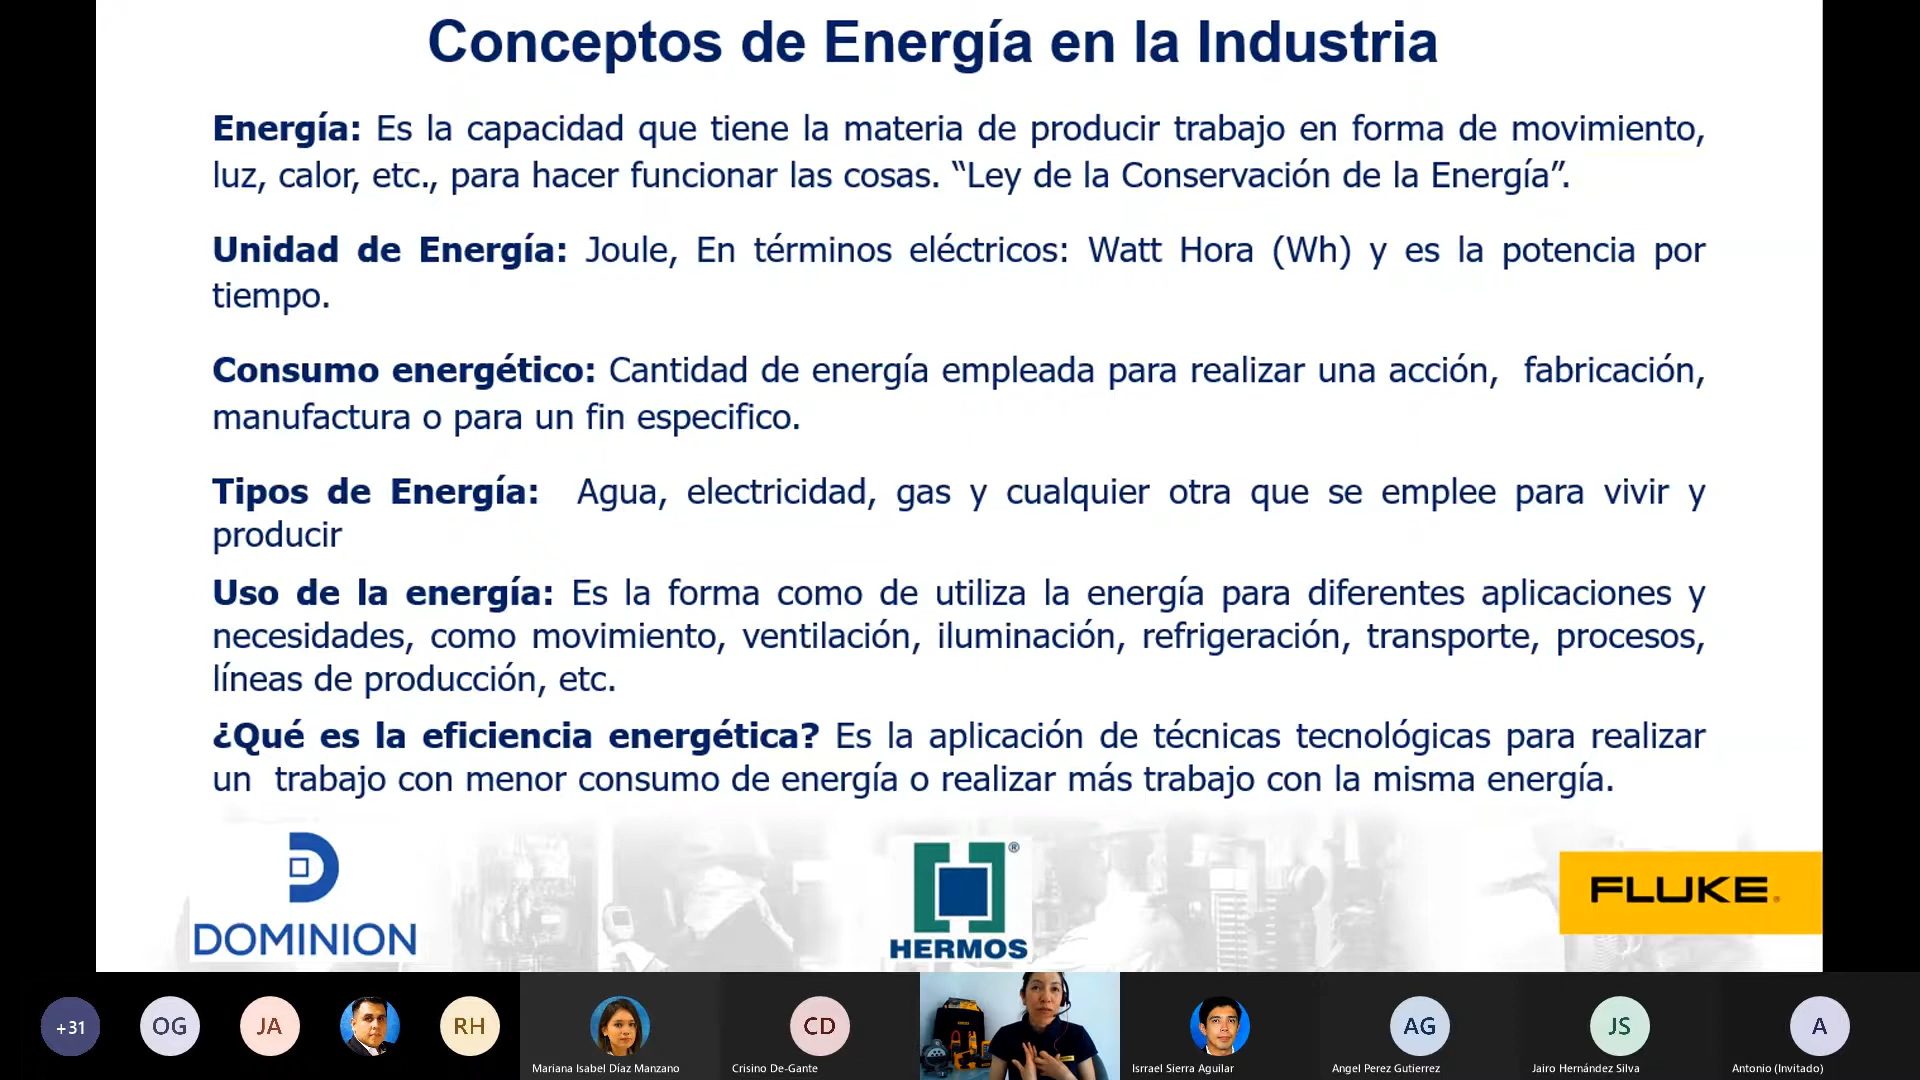 Conceptos de Energía en la Industria
Energía: Es la capacidad que tiene la materia de producir trabajo en forma de movimiento,
luz, calor, etc., para hacer funcionar las cosas. “Ley de la Conservación de la Energía”.
Unidad de Energía: Joule, En términos eléctricos: Watt Hora (Wh) y es la potencia por
tiempo.
Consumo energético: Cantidad de energía empleada para realizar una acción, fabricación,
manufactura o para un fin especifico.
Tipos de Energía: Agua, electricidad, gas y cualquier otra que se emplee para vivir y
producir
Uso de la energía: Es la forma como de utiliza la energía para diferentes aplicaciones y
necesidades, como movimiento, ventilación, iluminación, refrigeración, transporte, procesos,
líneas de producción, etc.
¿Qué es la eficiencia energética? Es la aplicación de técnicas tecnológicas para realizar
un trabajo con menor consumo de energía o realizar más trabajo con la misma energía.
DOMINION
HERMOS®
FLUKE®
+31
OG
JA
RH
Mariana Isabel Díaz Manzano
CD
Crisino De-Gante
Isrrael Sierra Aguilar
AG
Angel Perez Gutierrez
JS
Jairo Hernández Silva
A
Antonio (Invitado)